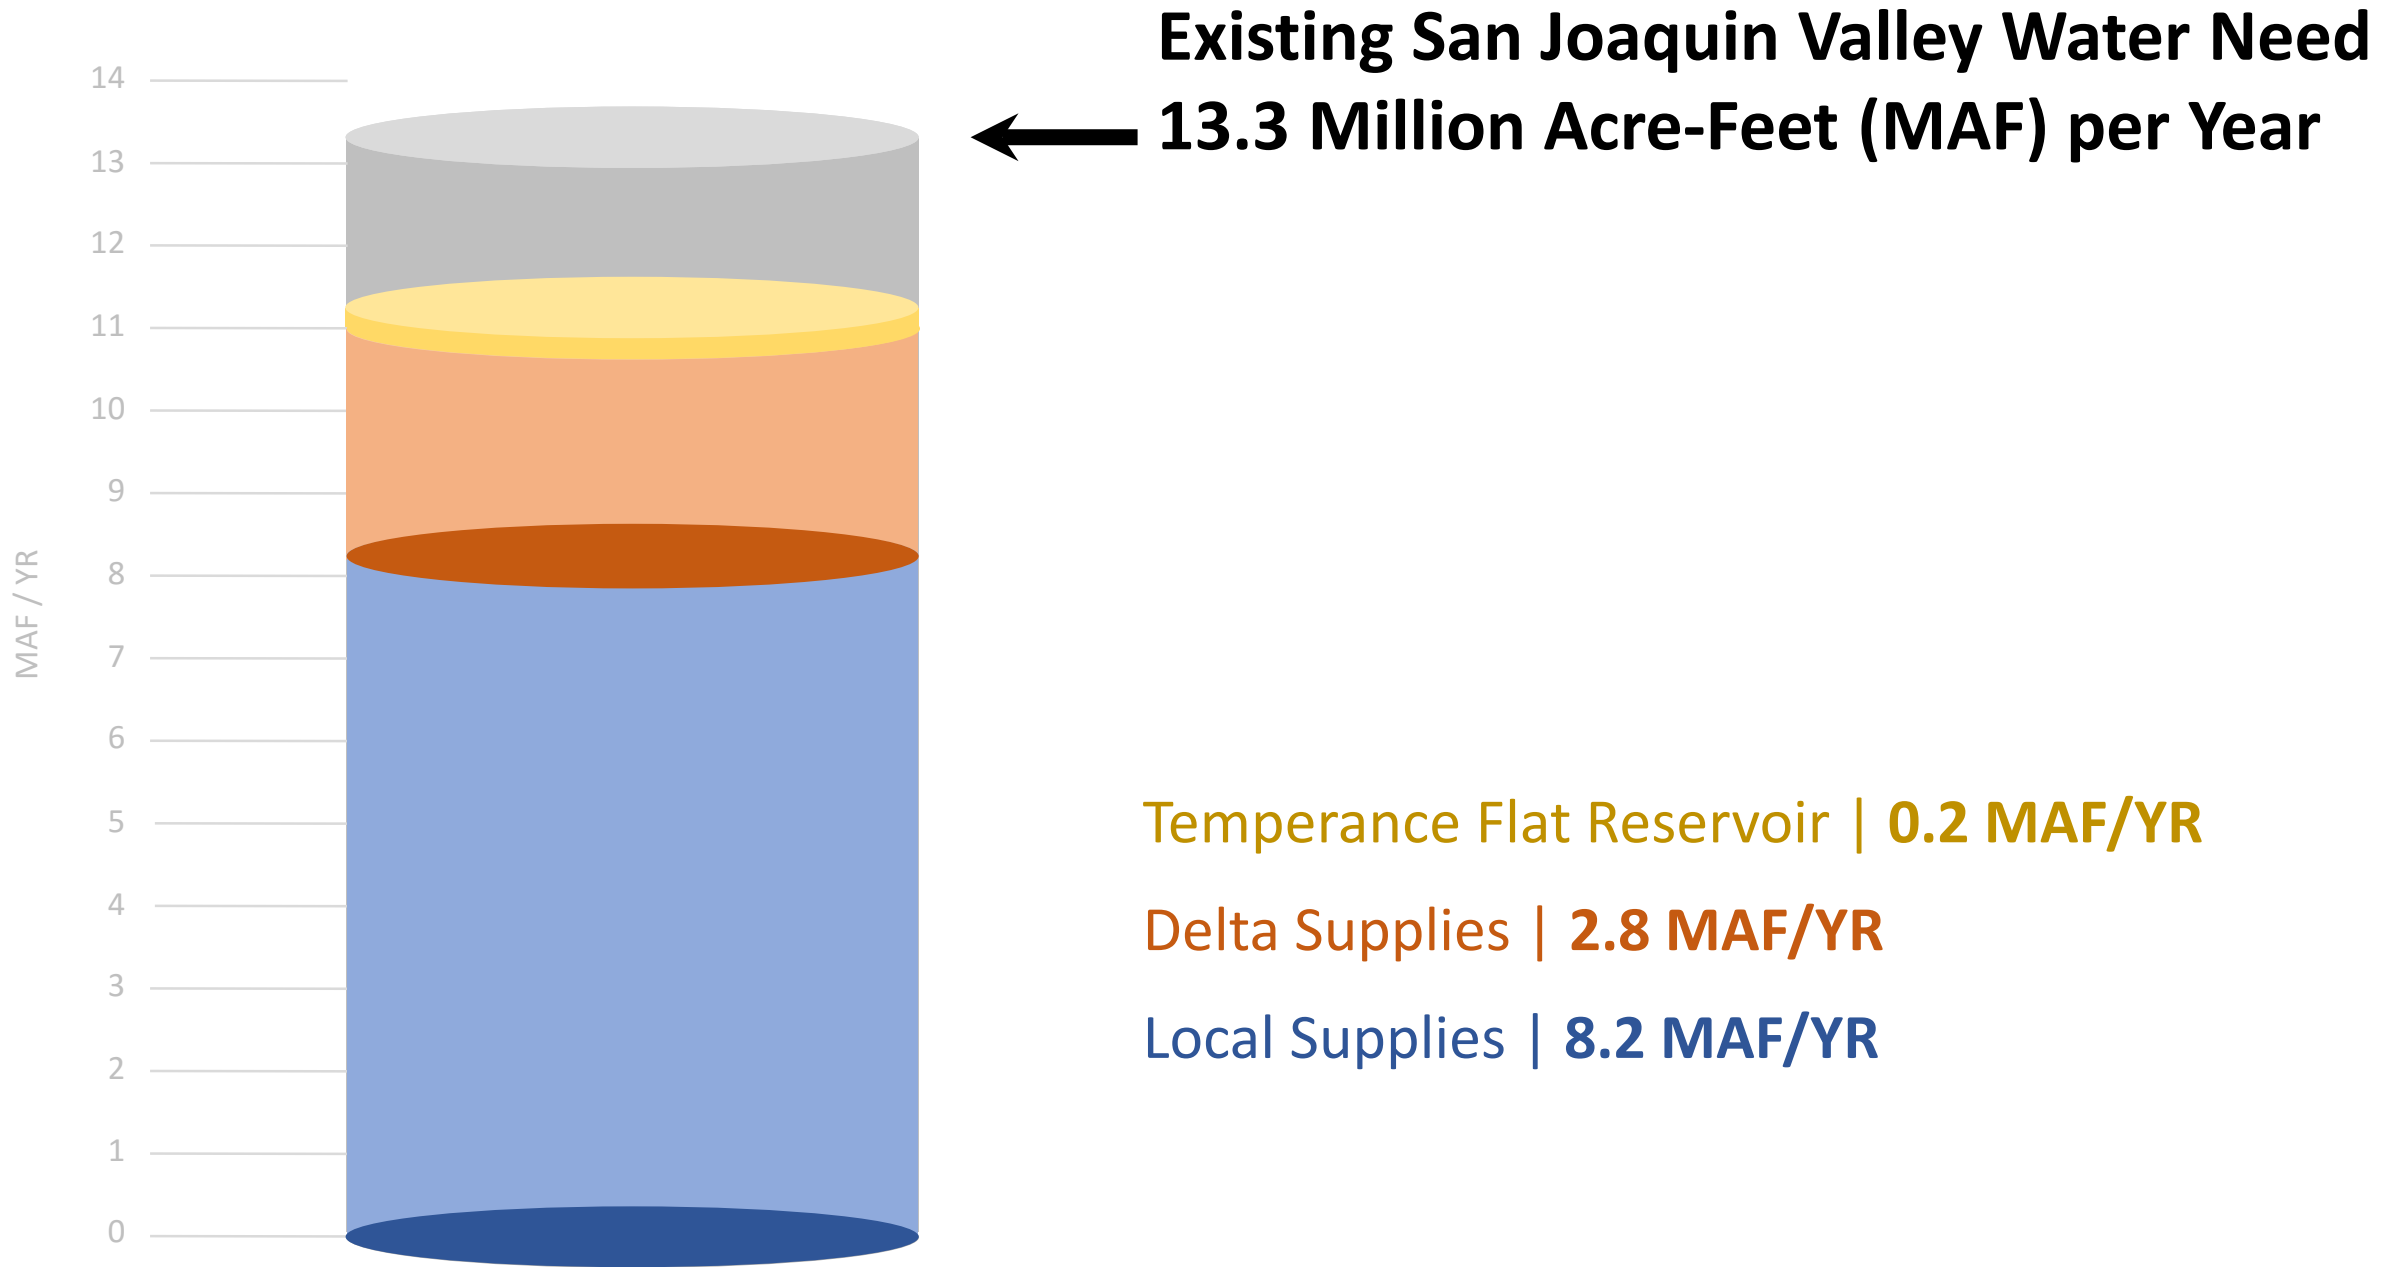 Existing San Joaquin Valley Water Need
13.3 Million Acre-Feet (MAF) per Year
14
13
12
11
10
9
8
7
6
5
4
3
2
1
0
MAF / YR
Temperance Flat Reservoir | 0.2 MAF/YR
Delta Supplies | 2.8 MAF/YR
Local Supplies | 8.2 MAF/YR